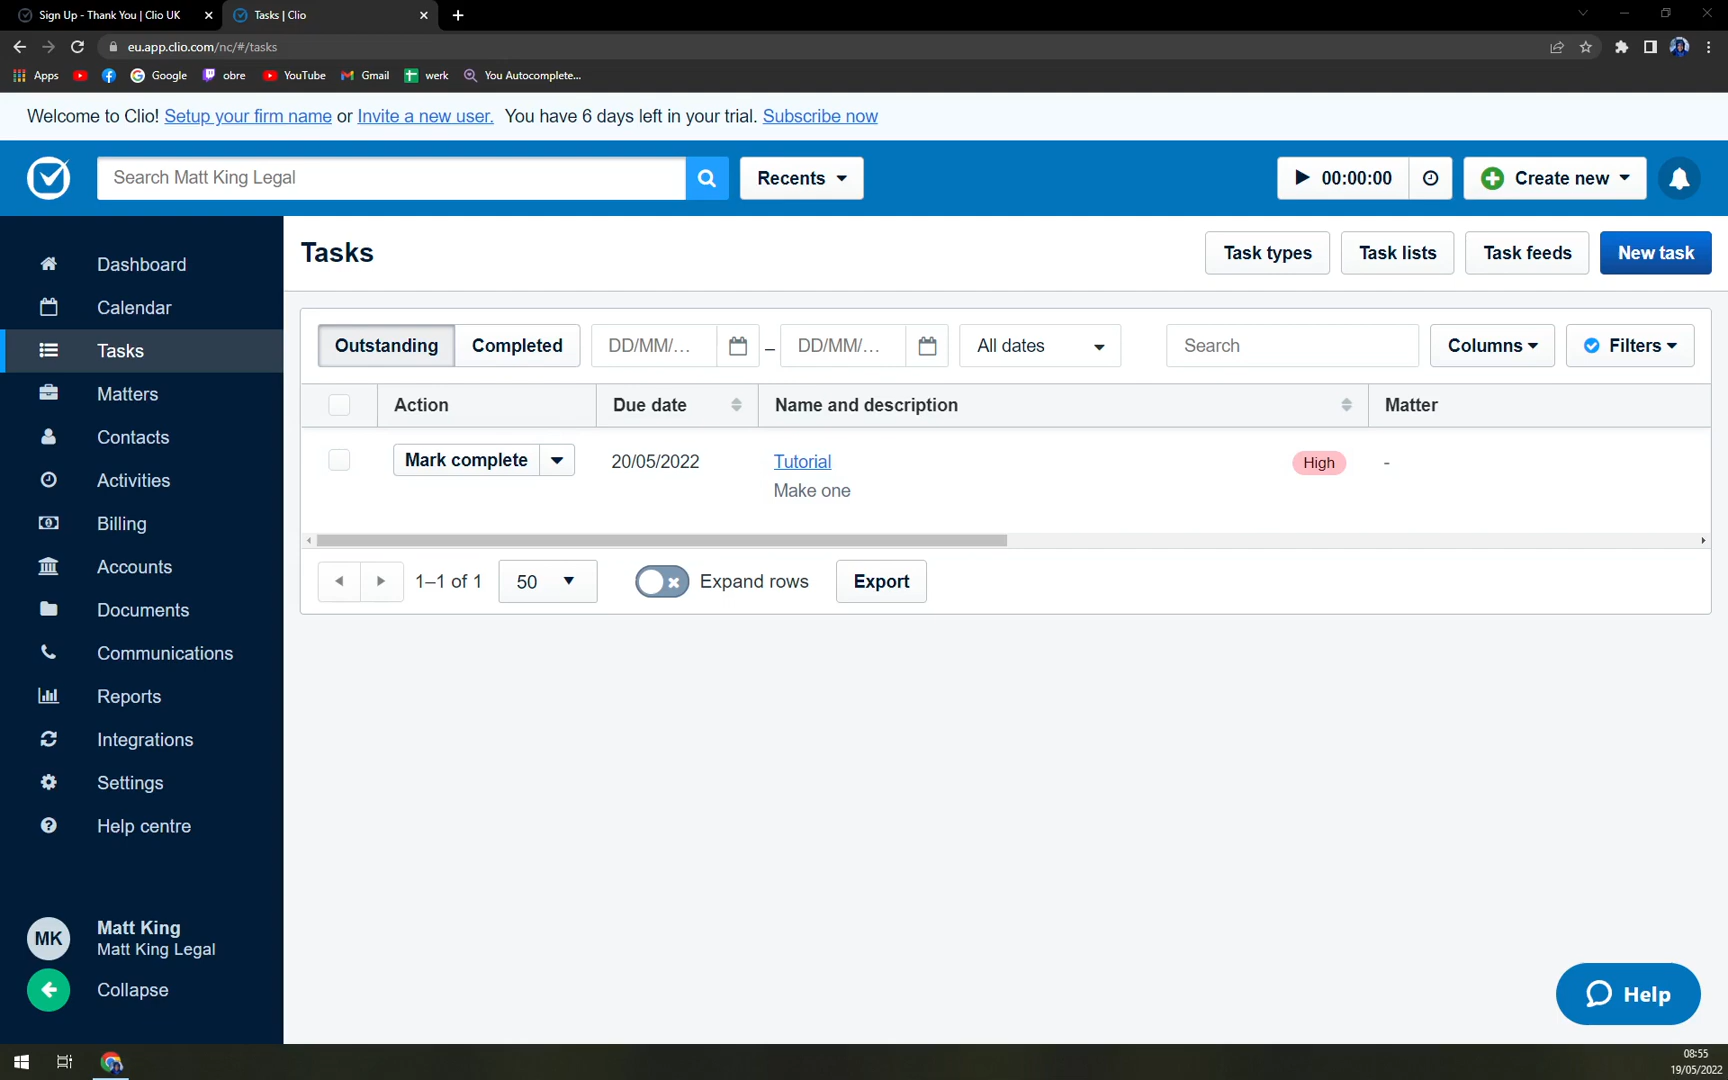 Sign Up - Thank You | Clio UK
Tasks | Clio
eu.app.clio.com/nc/#/tasks
Apps
Google
obre
YouTube
Gmail
werk
You Autocomplete...
Welcome to Clio! Setup your firm name or Invite a new user. You have 6 days left in your trial. Subscribe now
Search Matt King Legal
Recents
00:00:00
Create new
Dashboard
Calendar
Tasks
Matters
Contacts
Activities
Billing
Accounts
Documents
Communications
Reports
Integrations
Settings
Help centre
MK
Matt King
Matt King Legal
Collapse
Tasks
Task types
Task lists
Task feeds
New task
Outstanding
Completed
DD/MM/...
–
DD/MM/...
All dates
Search
Columns
Filters
Action
Due date
Name and description
Matter
Mark complete
20/05/2022
Tutorial
High
-
Make one
1–1 of 1
50
Expand rows
Export
Help
08:55
19/05/2022